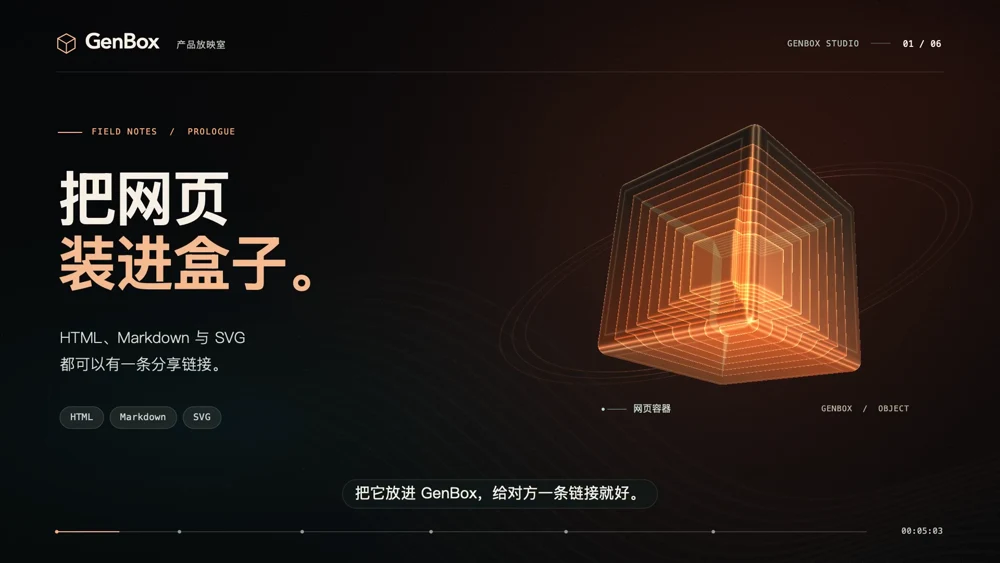 GenBox 产品放映室
GENBOX STUDIO 01 / 06
FIELD NOTES / PROLOGUE
把网页
装进盒子。
HTML、Markdown 与 SVG
都可以有一条分享链接。
HTML Markdown SVG
网页容器
GENBOX / OBJECT
把它放进 GenBox，给对方一条链接就好。
00:05:03